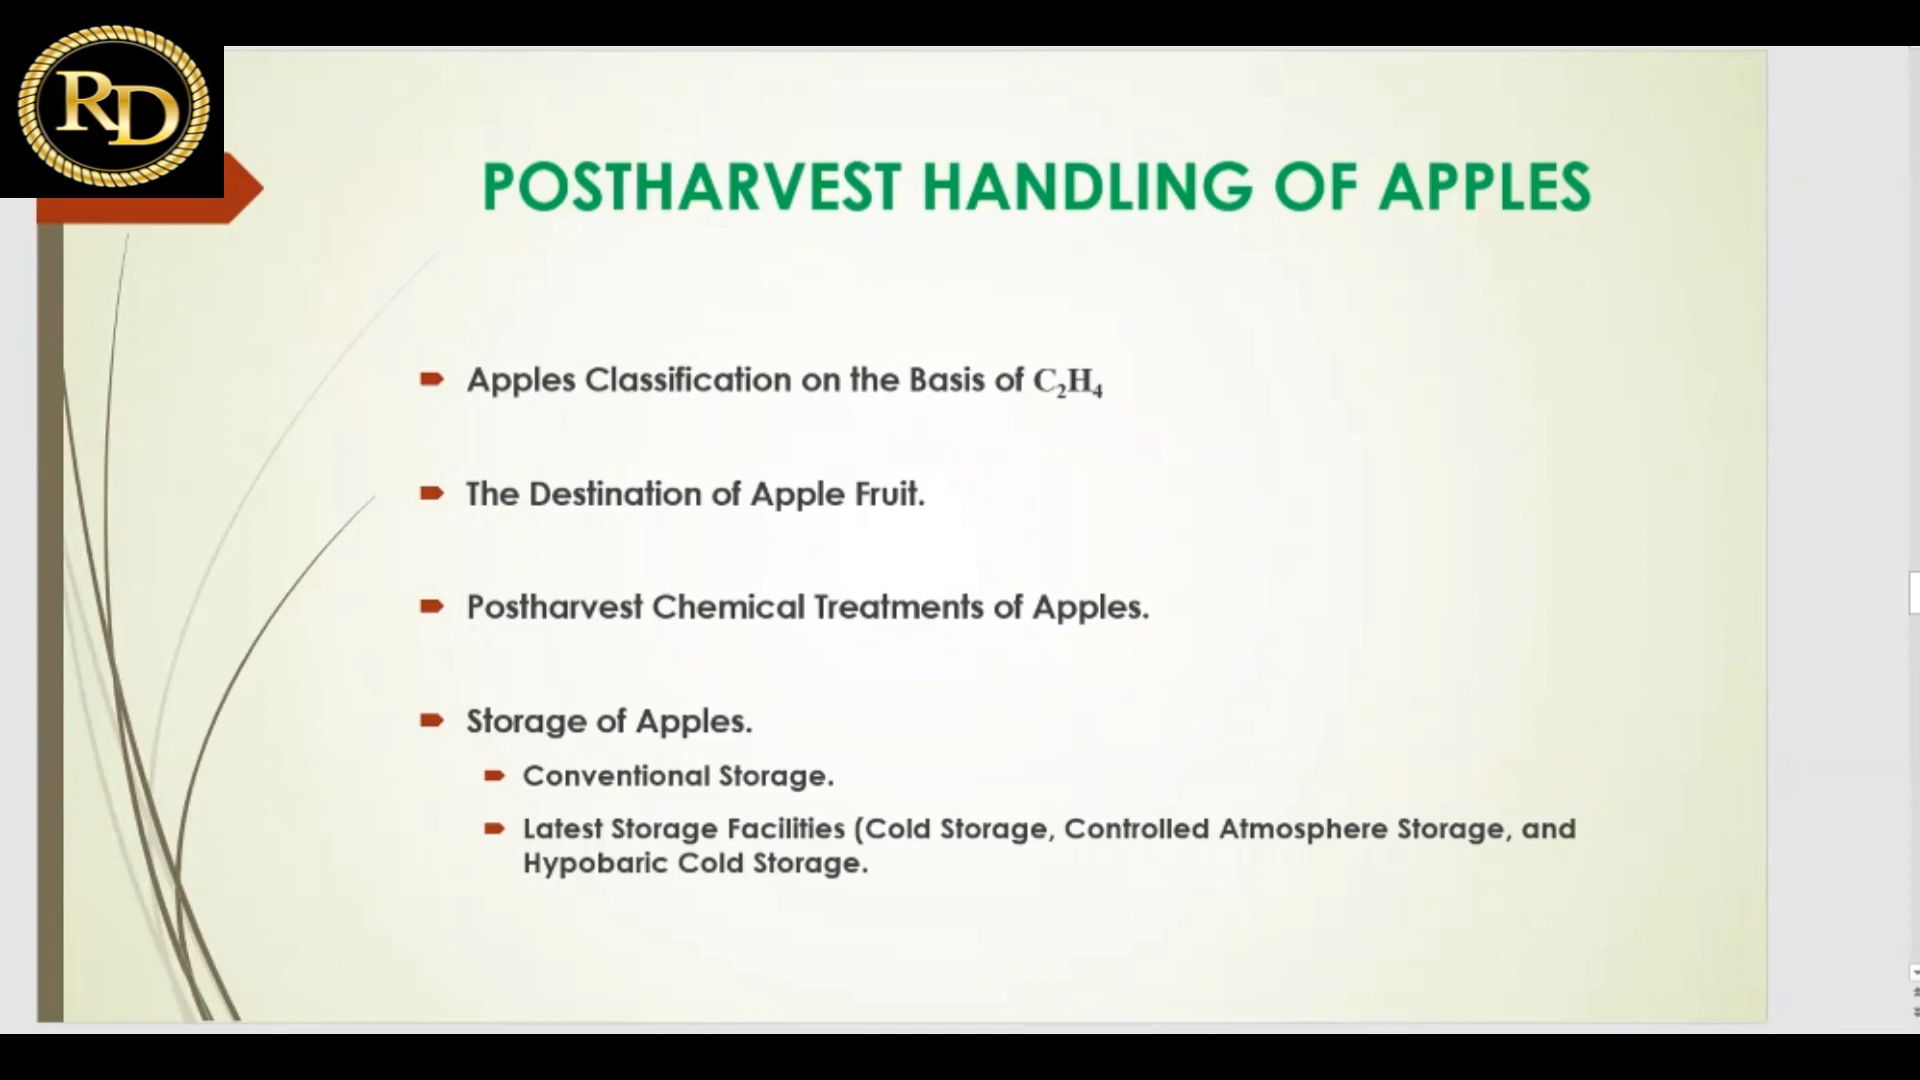 RD
POSTHARVEST HANDLING OF APPLES
Apples Classification on the Basis of C₂H₄
The Destination of Apple Fruit.
Postharvest Chemical Treatments of Apples.
Storage of Apples.
Conventional Storage.
Latest Storage Facilities (Cold Storage, Controlled Atmosphere Storage, and
Hypobaric Cold Storage.